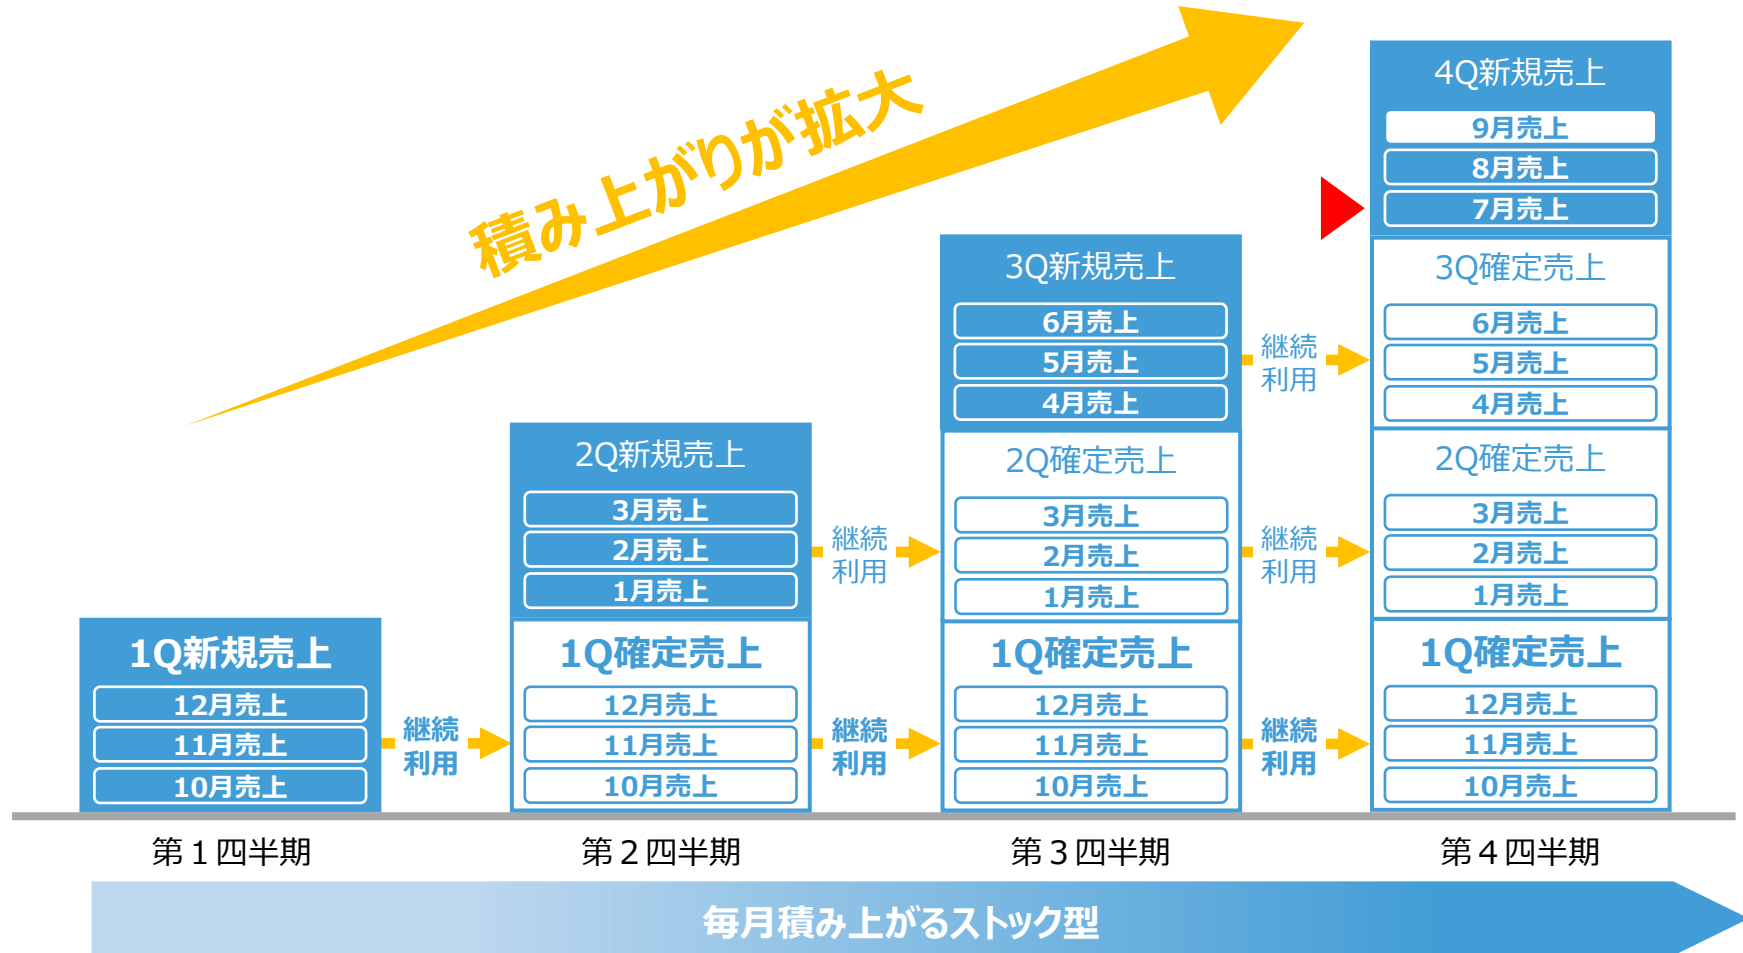 積み上がりが拡大
4Q新規売上
9月売上
8月売上
7月売上
3Q新規売上
6月売上
5月売上
4月売上
継続
利用
3Q確定売上
6月売上
5月売上
4月売上
2Q新規売上
3月売上
2月売上
1月売上
継続
利用
2Q確定売上
3月売上
2月売上
1月売上
継続
利用
2Q確定売上
3月売上
2月売上
1月売上
1Q新規売上
12月売上
11月売上
10月売上
継続
利用
1Q確定売上
12月売上
11月売上
10月売上
継続
利用
1Q確定売上
12月売上
11月売上
10月売上
継続
利用
1Q確定売上
12月売上
11月売上
10月売上
第１四半期
第２四半期
第３四半期
第４四半期
毎月積み上がるストック型